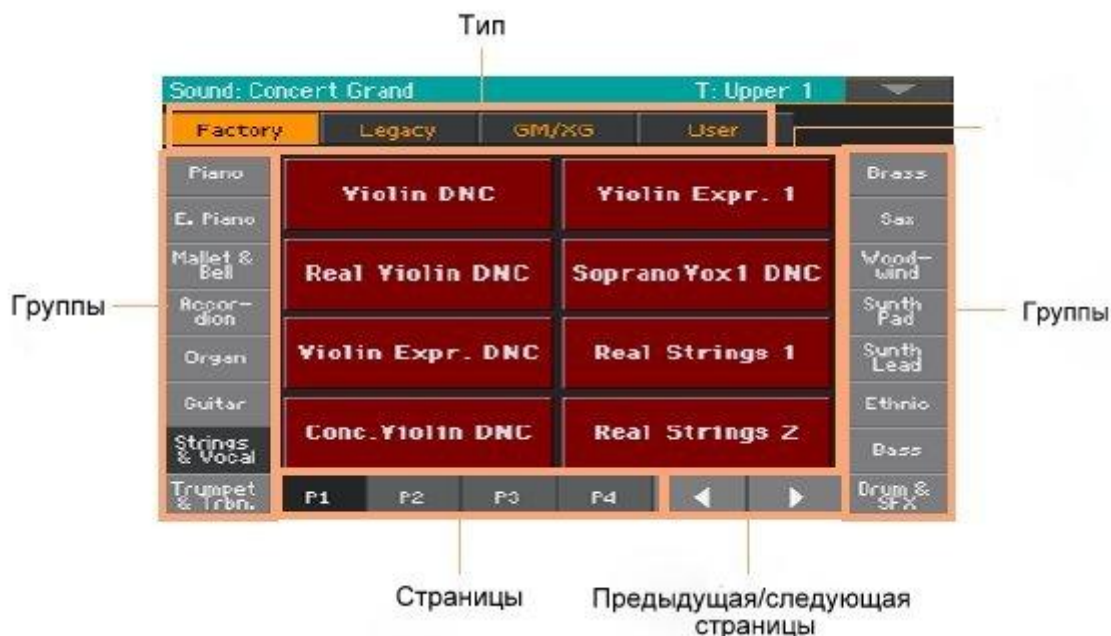 Тип
Sound: Concert Grand T: Upper 1
Factory Legacy GM/XG User
Группы
Piano
E. Piano
Mallet &
Bell
Accor-
dion
Organ
Guitar
Strings
& Vocal
Trumpet
& Trbn.
Violin DNC
Violin Expr. 1
Real Violin DNC
SopranoVox1 DNC
Violin Expr. DNC
Real Strings 1
Conc.Violin DNC
Real Strings 2
Brass
Sax
Wood-
wind
Synth
Pad
Synth
Lead
Ethnic
Bass
Drum &
SFX
Группы
P1 P2 P3 P4
Страницы
Предыдущая/следующая
страницы